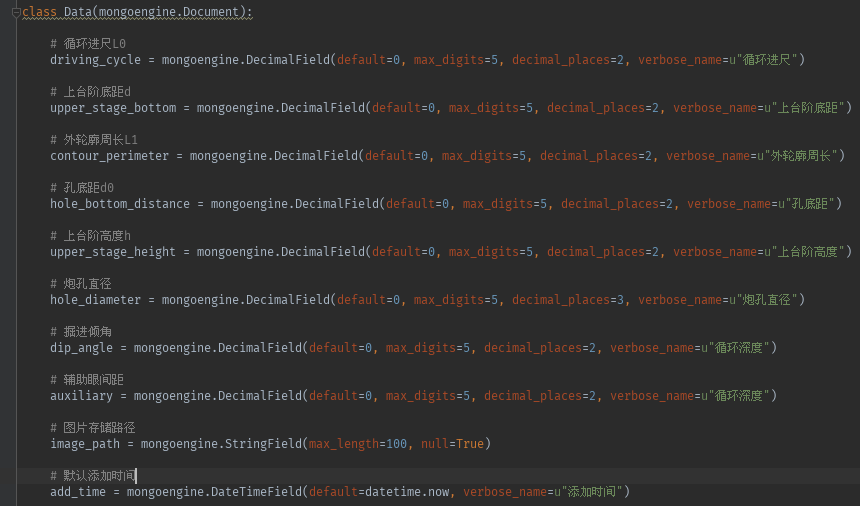 class Data(mongoengine.Document):
# 循环进尺L0
driving_cycle = mongoengine.DecimalField(default=0, max_digits=5, decimal_places=2, verbose_name=u"循环进尺")
# 上台阶底距d
upper_stage_bottom = mongoengine.DecimalField(default=0, max_digits=5, decimal_places=2, verbose_name=u"上台阶底距")
# 外轮廓周长L1
contour_perimeter = mongoengine.DecimalField(default=0, max_digits=5, decimal_places=2, verbose_name=u"外轮廓周长")
# 孔底距d0
hole_bottom_distance = mongoengine.DecimalField(default=0, max_digits=5, decimal_places=2, verbose_name=u"孔底距")
# 上台阶高度h
upper_stage_height = mongoengine.DecimalField(default=0, max_digits=5, decimal_places=2, verbose_name=u"上台阶高度")
# 炮孔直径
hole_diameter = mongoengine.DecimalField(default=0, max_digits=5, decimal_places=3, verbose_name=u"炮孔直径")
# 掘进倾角
dip_angle = mongoengine.DecimalField(default=0, max_digits=5, decimal_places=2, verbose_name=u"循环深度")
# 辅助眼间距
auxiliary = mongoengine.DecimalField(default=0, max_digits=5, decimal_places=2, verbose_name=u"循环深度")
# 图片存储路径
image_path = mongoengine.StringField(max_length=100, null=True)
# 默认添加时间
add_time = mongoengine.DateTimeField(default=datetime.now, verbose_name=u"添加时间")